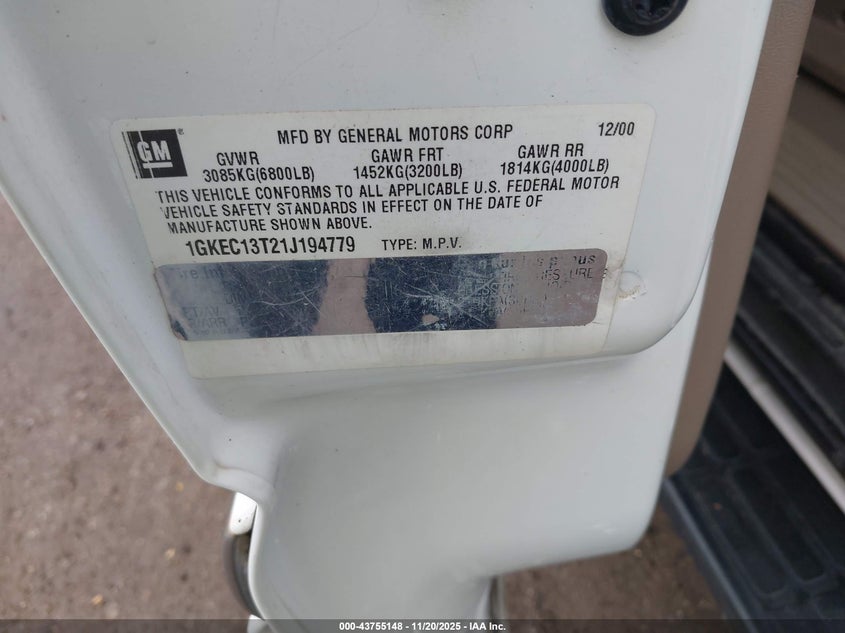 MFD BY GENERAL MOTORS CORP 12/00
GM
GVWR GAWR FRT GAWR RR
3085KG(6800LB) 1452KG(3200LB) 1814KG(4000LB)
THIS VEHICLE CONFORMS TO ALL APPLICABLE U.S. FEDERAL MOTOR
VEHICLE SAFETY STANDARDS IN EFFECT ON THE DATE OF
MANUFACTURE SHOWN ABOVE.
1GKEC13T21J194779 TYPE: M.P.V.
000-43755148 - 11/20/2025 - IAA Inc.